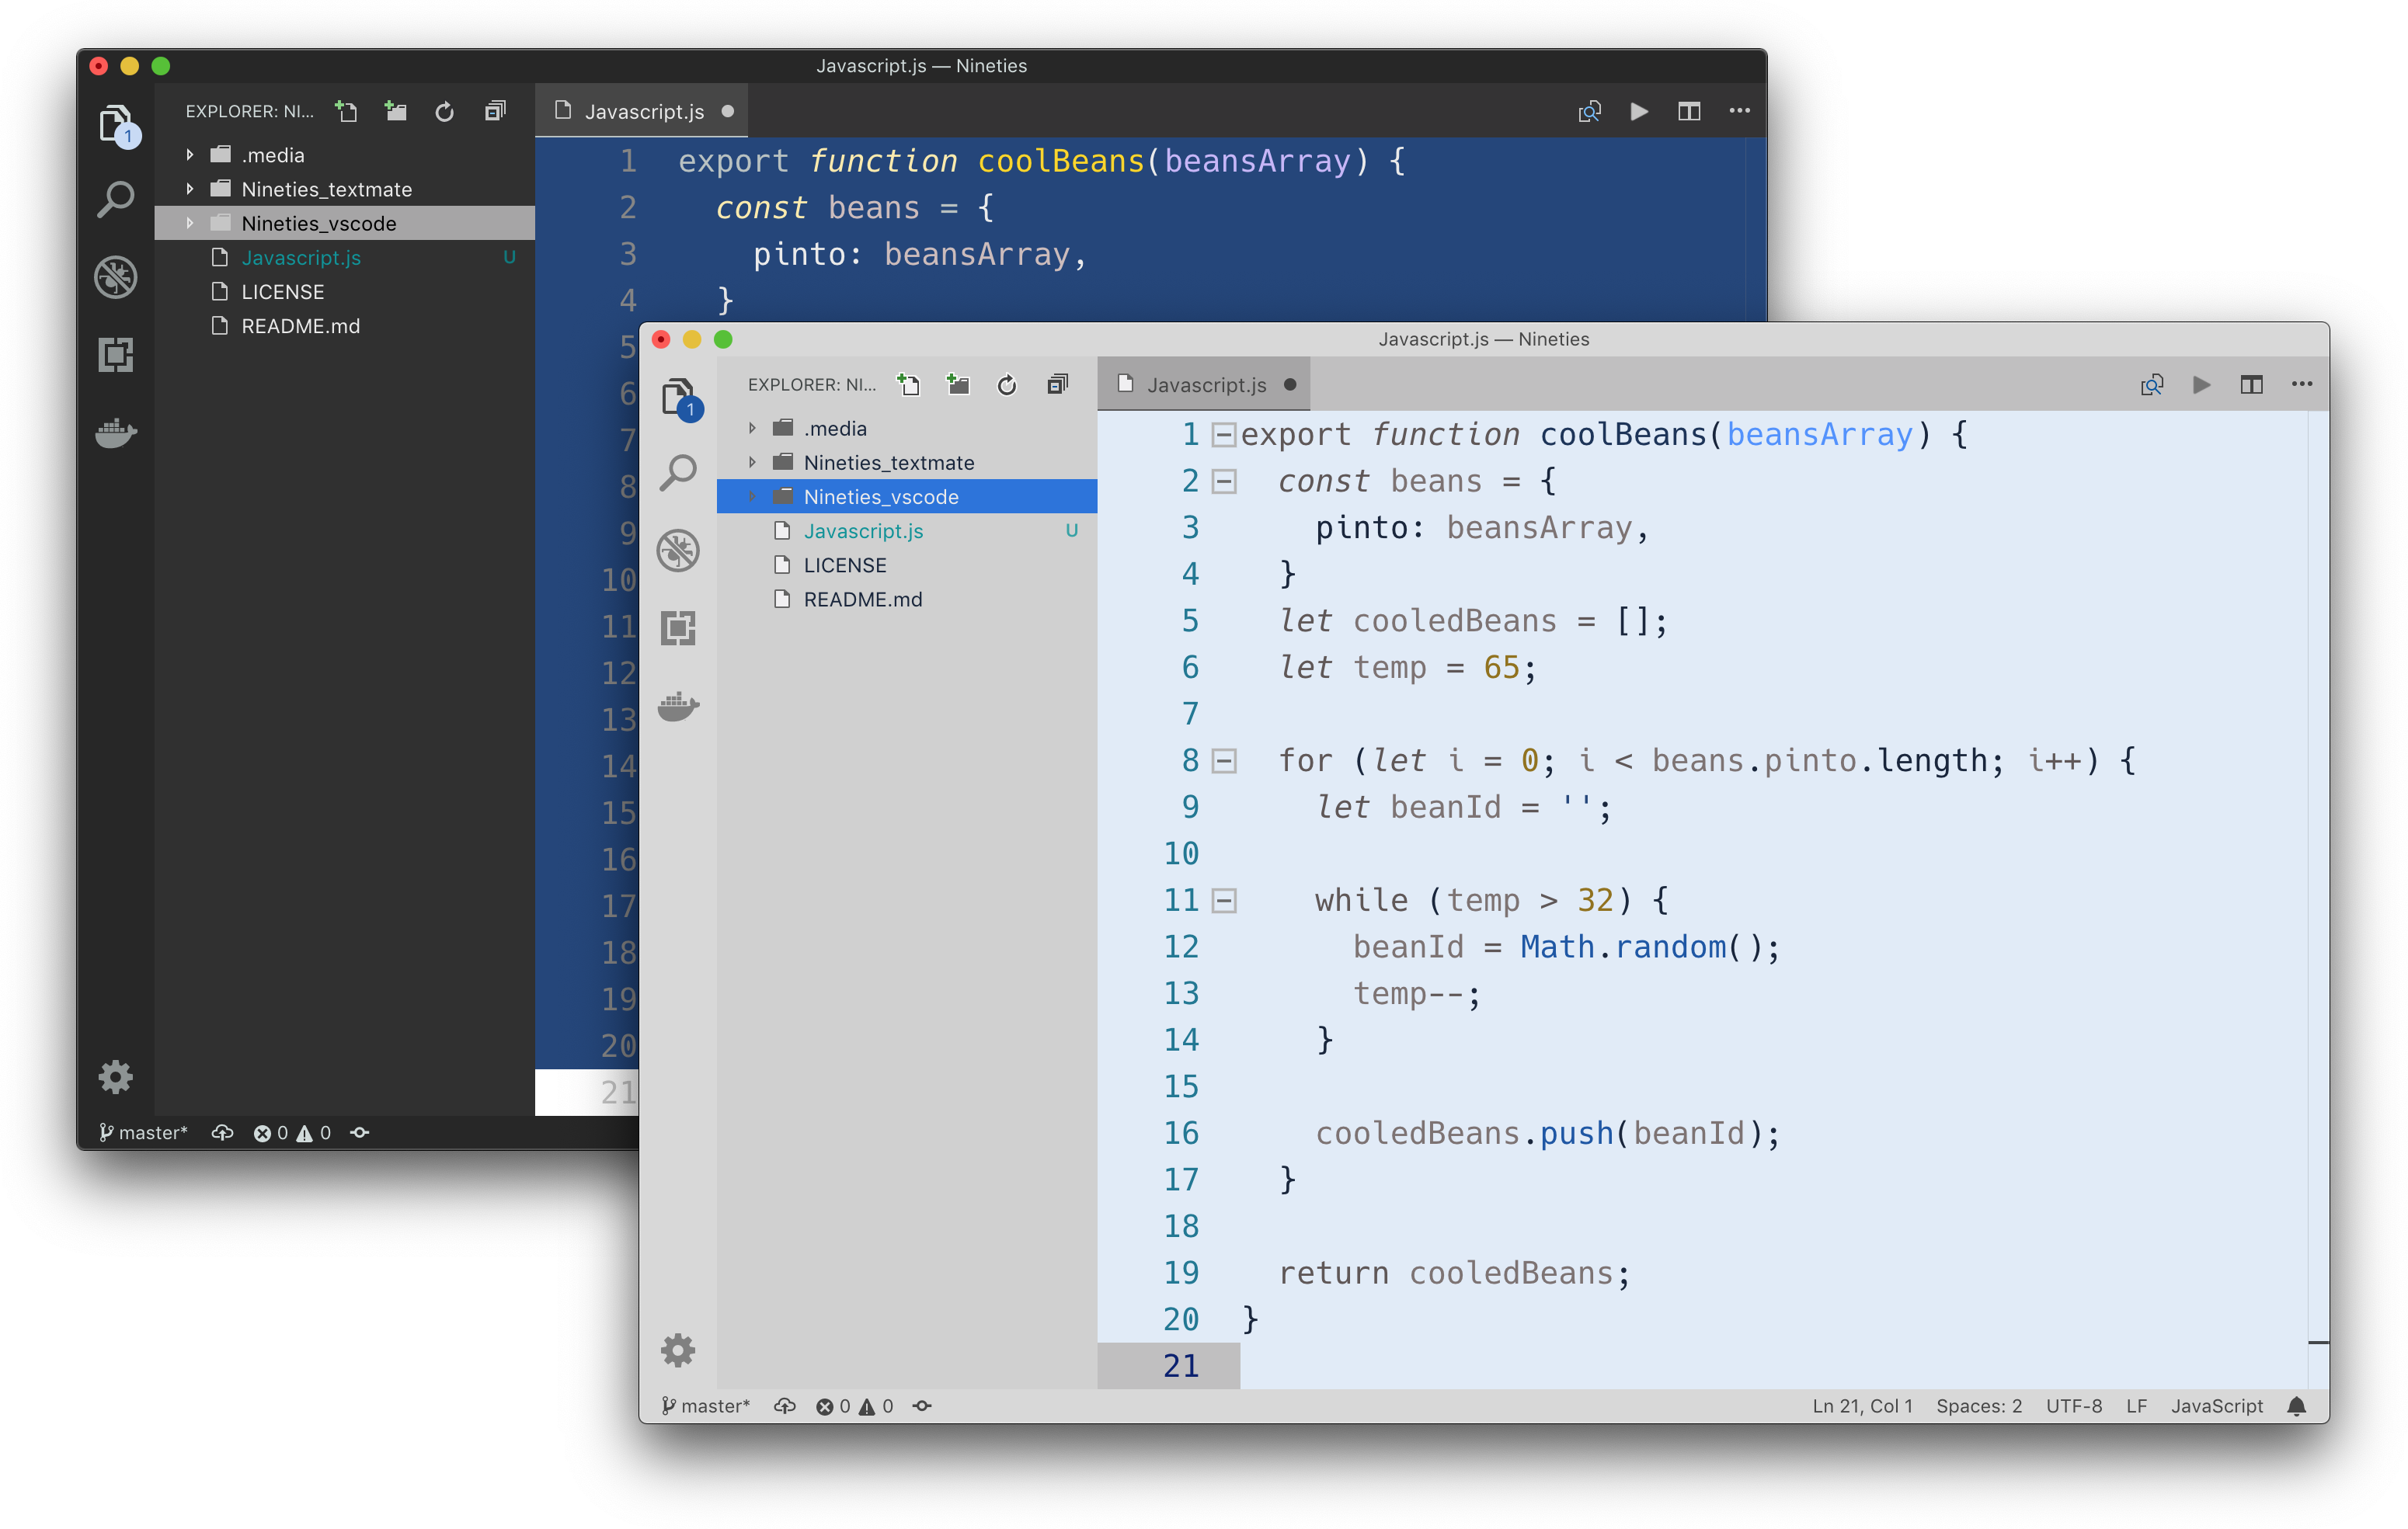 Javascript.js — Nineties
EXPLORER: NI...
Javascript.js
1
.media
Nineties_textmate
Nineties_vscode
Javascript.js U
LICENSE
README.md
1 export function coolBeans(beansArray) {
2 const beans = {
3 pinto: beansArray,
4 }
5
6
7
8
9
10
11
12
13
14
15
16
17
18
19
20
21
master* 0 0
Javascript.js — Nineties
EXPLORER: NI...
Javascript.js
1
.media
Nineties_textmate
Nineties_vscode
Javascript.js U
LICENSE
README.md
1 export function coolBeans(beansArray) {
2 const beans = {
3 pinto: beansArray,
4 }
5 let cooledBeans = [];
6 let temp = 65;
7
8 for (let i = 0; i < beans.pinto.length; i++) {
9 let beanId = '';
10
11 while (temp > 32) {
12 beanId = Math.random();
13 temp--;
14 }
15
16 cooledBeans.push(beanId);
17 }
18
19 return cooledBeans;
20 }
21
master* 0 0 Ln 21, Col 1 Spaces: 2 UTF-8 LF JavaScript